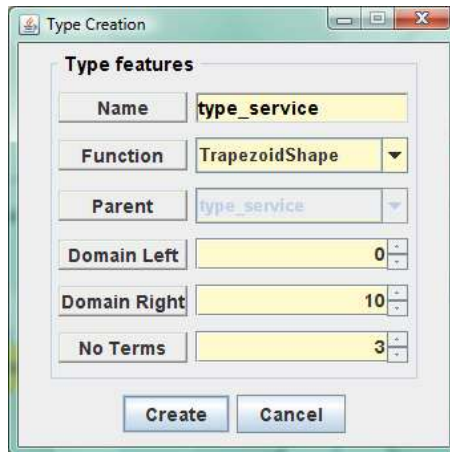 Type Creation
Type features
Name type_service
Function TrapezoidShape
Parent type_service
Domain Left 0
Domain Right 10
No Terms 3
Create Cancel